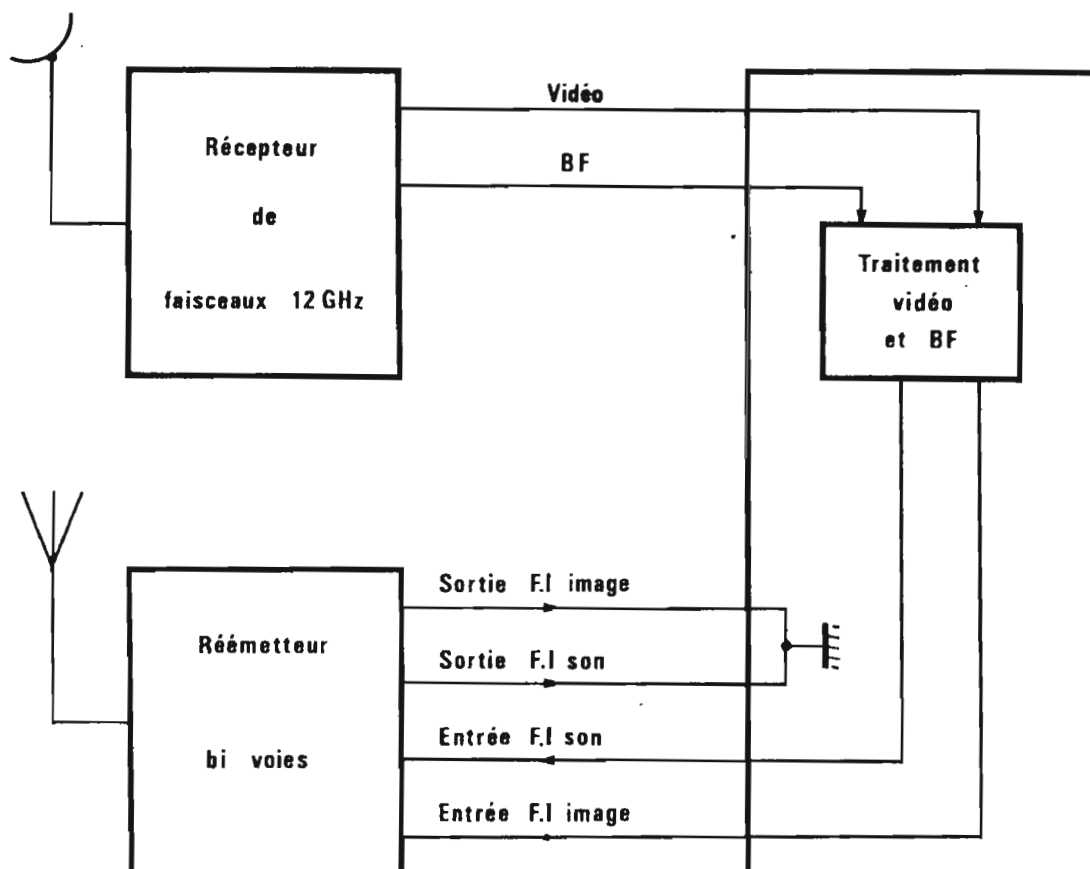 Vidéo
Récepteur
de
faisceaux 12 GHz
BF
Traitement
vidéo
et BF
Sortie F.I image
Réémetteur
Sortie F.I son
Entrée F.I son
bi voies
Entrée F.I image